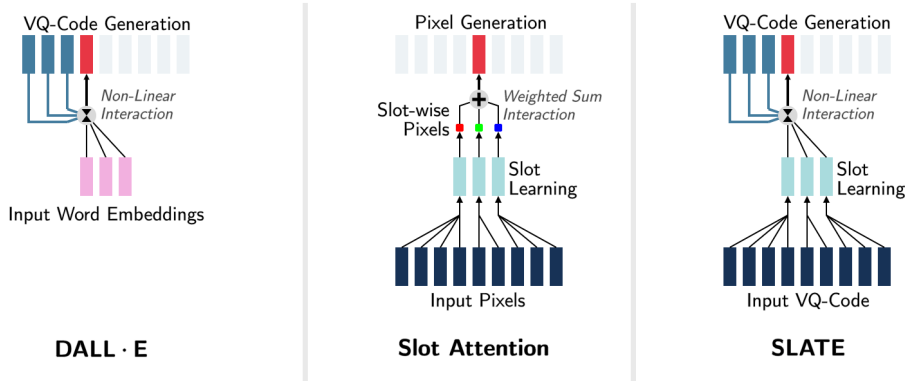 VQ-Code Generation
Non-Linear
Interaction
Input Word Embeddings
DALL · E
Pixel Generation
Weighted Sum
Interaction
Slot-wise
Pixels
Slot
Learning
Input Pixels
Slot Attention
VQ-Code Generation
Non-Linear
Interaction
Slot
Learning
Input VQ-Code
SLATE